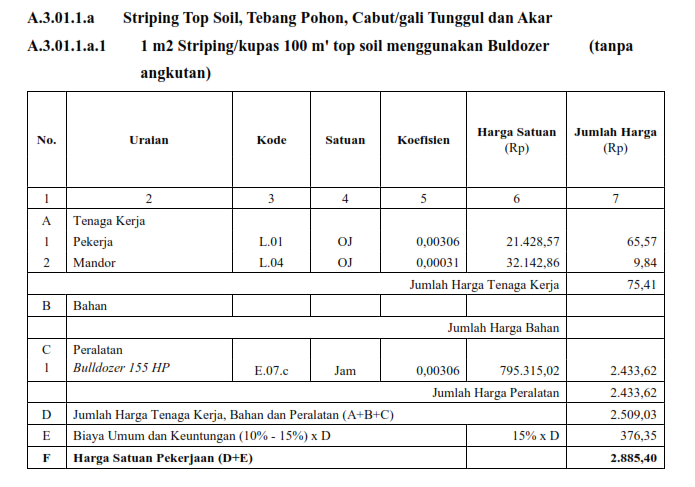 A.3.01.1.a Striping Top Soil, Tebang Pohon, Cabut/gali Tunggul dan Akar
A.3.01.1.a.1 1 m2 Striping/kupas 100 m' top soil menggunakan Buldozer (tanpa
angkutan)
No. Uraian Kode Satuan Koefisien Harga Satuan (Rp) Jumlah Harga (Rp)
1 2 3 4 5 6 7
A Tenaga Kerja
1 Pekerja L.01 OJ 0,00306 21.428,57 65,57
2 Mandor L.04 OJ 0,00031 32.142,86 9,84
Jumlah Harga Tenaga Kerja 75,41
B Bahan
Jumlah Harga Bahan
C Peralatan
1 Bulldozer 155 HP E.07.c Jam 0,00306 795.315,02 2.433,62
Jumlah Harga Peralatan 2.433,62
D Jumlah Harga Tenaga Kerja, Bahan dan Peralatan (A+B+C) 2.509,03
E Biaya Umum dan Keuntungan (10% - 15%) x D 15% x D 376,35
F Harga Satuan Pekerjaan (D+E) 2.885,40